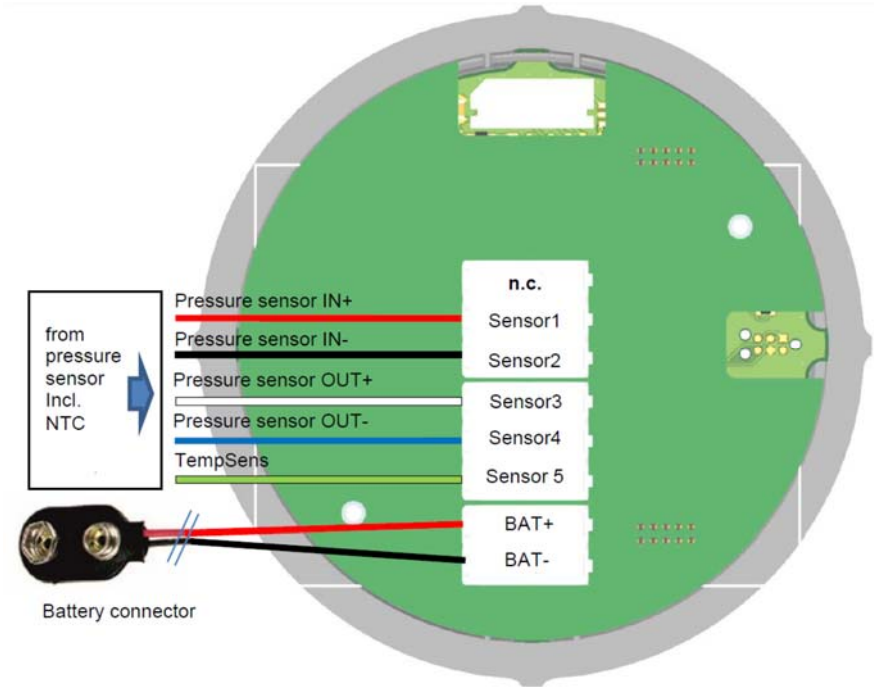 n.c.
Pressure sensor IN+
Sensor1
Pressure sensor IN-
Sensor2
from
pressure
sensor
Incl.
NTC
Pressure sensor OUT+
Sensor3
Pressure sensor OUT-
Sensor4
TempSens
Sensor 5
BAT+
BAT-
Battery connector